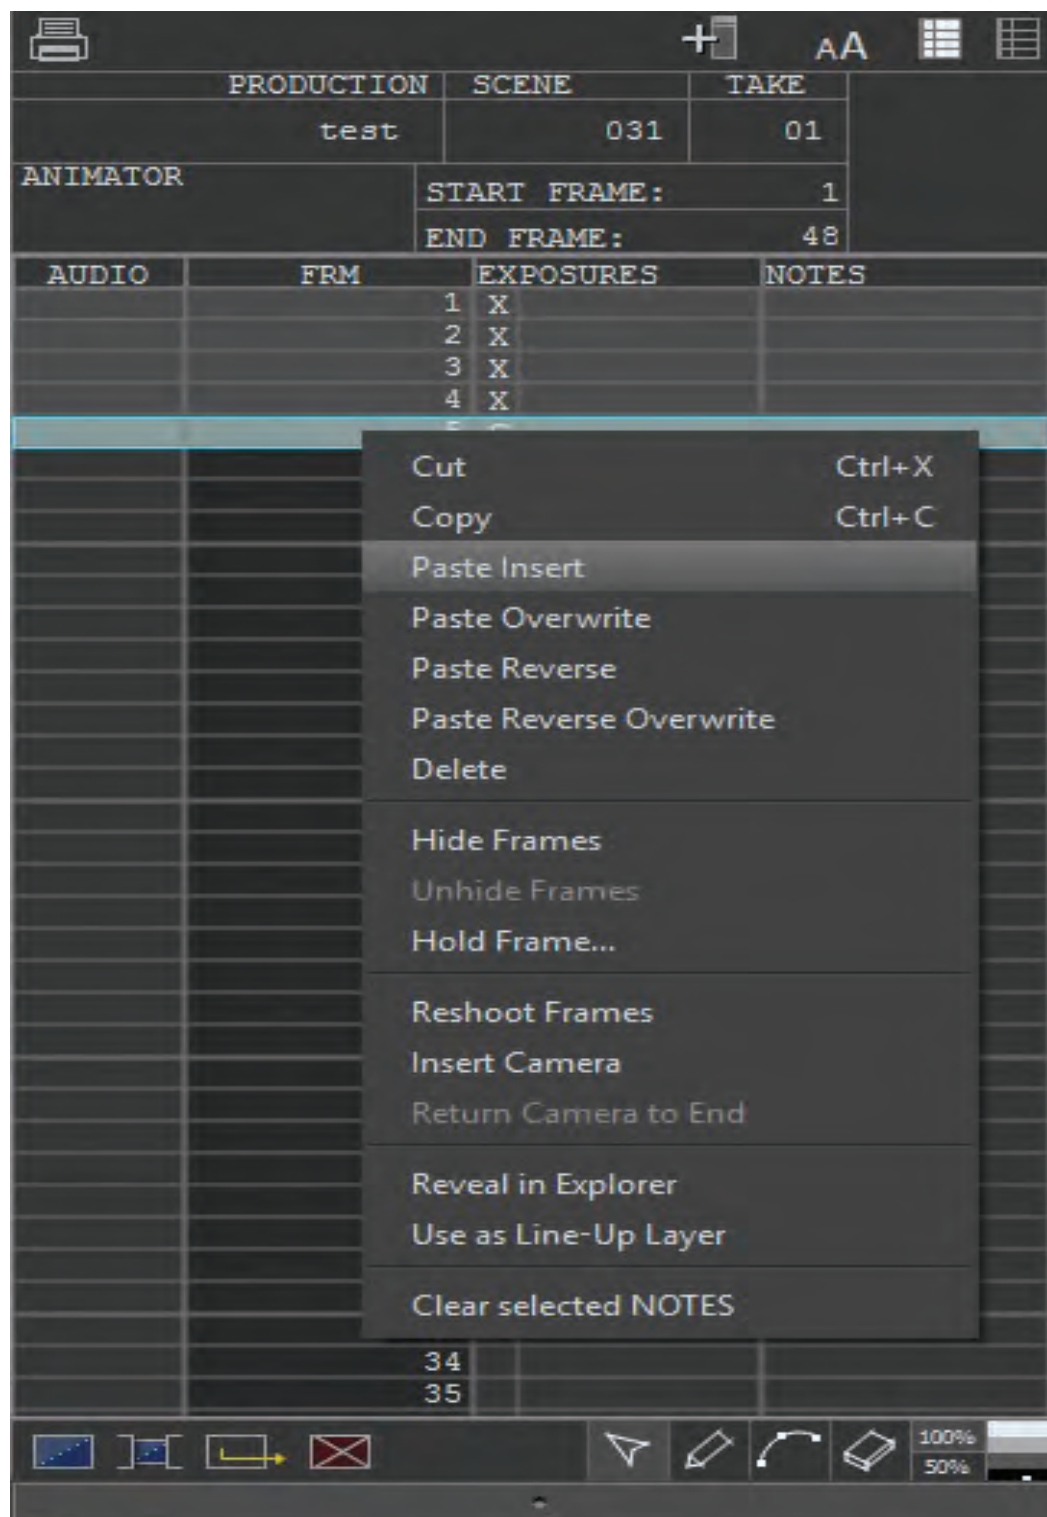 AA
PRODUCTION SCENE TAKE
test 031 01
ANIMATOR
START FRAME: 1
END FRAME: 48
AUDIO FRM EXPOSURES NOTES
1 X
2 X
3 X
4 X
Cut Ctrl+X
Copy Ctrl+C
Paste Insert
Paste Overwrite
Paste Reverse
Paste Reverse Overwrite
Delete
Hide Frames
Unhide Frames
Hold Frame...
Reshoot Frames
Insert Camera
Return Camera to End
Reveal in Explorer
Use as Line-Up Layer
Clear selected NOTES
34
35
100%
50%